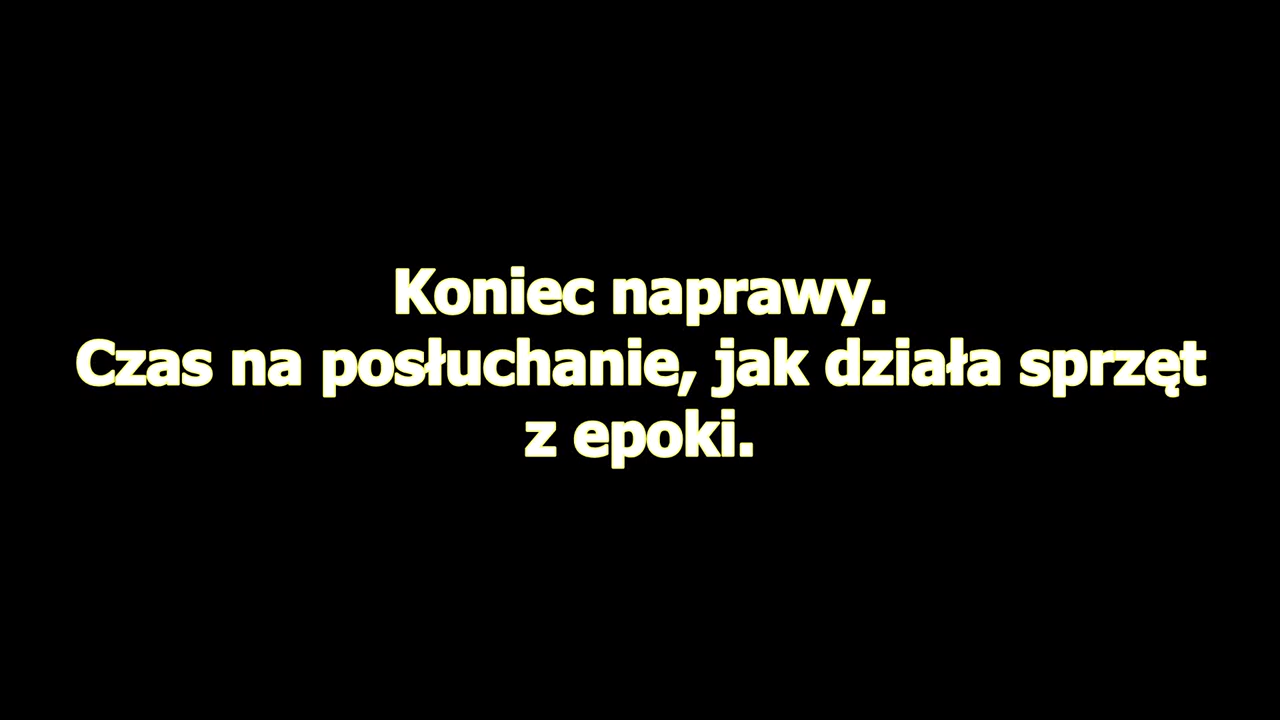 Koniec naprawy.
Czas na posłuchanie, jak działa sprzęt
z epoki.